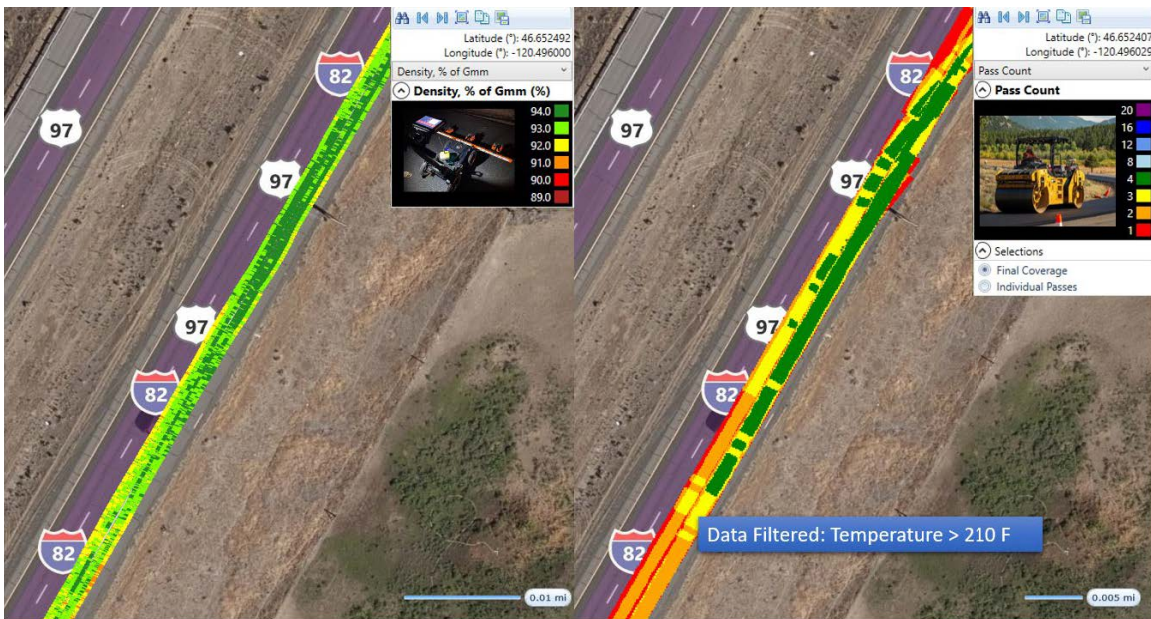 Latitude (°): 46.652492
Longitude (°): -120.496000
Density, % of Gmm
Density, % of Gmm (%)
94.0
93.0
92.0
91.0
90.0
89.0
82
97
97
97
82
82
0.01 mi
Latitude (°): 46.652407
Longitude (°): -120.496029
Pass Count
Pass Count
20
16
12
8
4
3
2
1
Selections
Final Coverage
Individual Passes
82
97
97
97
82
82
Data Filtered: Temperature > 210 F
0.005 mi